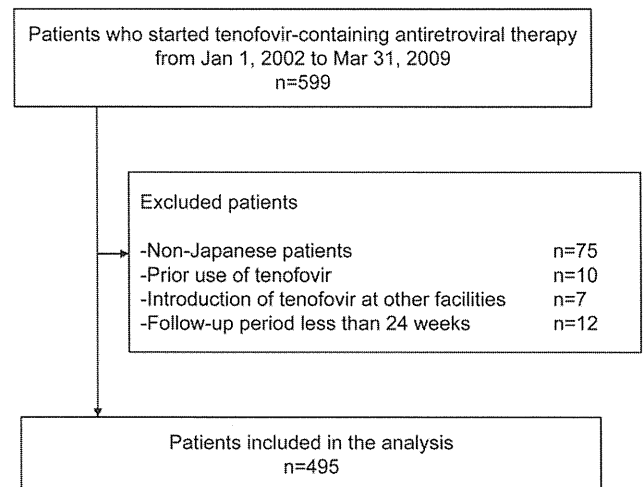 Patients who started tenofovir-containing antiretroviral therapy
from Jan 1, 2002 to Mar 31, 2009
n=599
Excluded patients
-Non-Japanese patients n=75
-Prior use of tenofovir n=10
-Introduction of tenofovir at other facilities n=7
-Follow-up period less than 24 weeks n=12
Patients included in the analysis
n=495